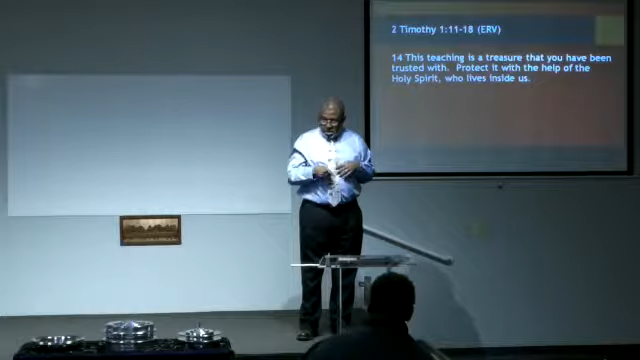 2 Timothy 1:11-18 (ERV)
14 This teaching is a treasure that you have been
trusted with. Protect it with the help of the
Holy Spirit, who lives inside us.